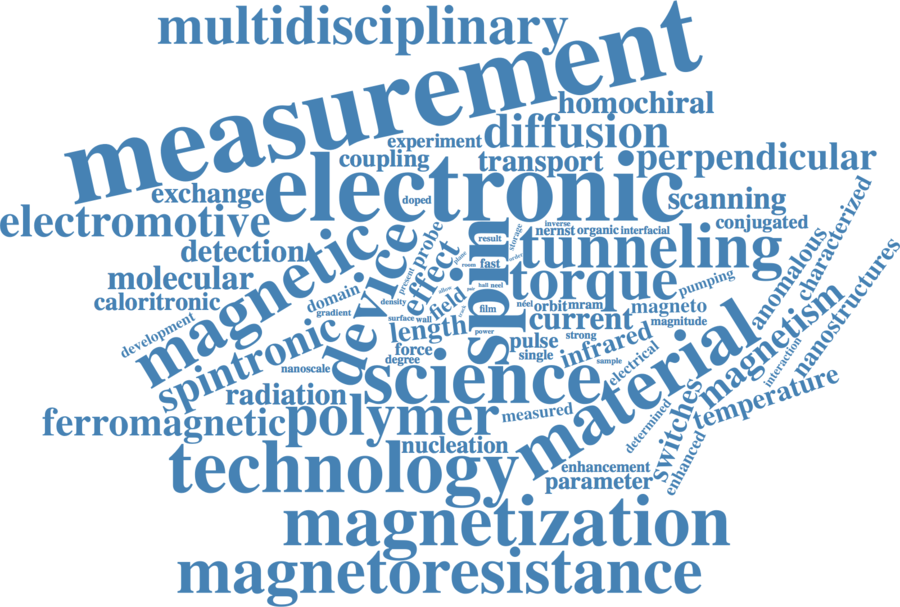 multidisciplinary
measurement
homochiral
experiment
diffusion
coupling
transport
perpendicular
exchange
electronic
doped
scanning
electromotive
conjugated
inverse
nernst
organic
interfacial
storage
result
probe
detection
magnetic
device
effect
spin
tunneling
molecular
caloritronic
present
fast
room
torque
anomalous
characterized
pumping
domain
gradient
density
field
hall
neel
film
néel
orbit
mram
magneto
nanostructures
development
spintronic
surface
wall
length
power
current
magnitude
magnetism
force
degree
pulse
strong
single
infrared
electrical
sample
interaction
nanoscale
radiation
science
material
temperature
ferromagnetic
polymer
measured
determined
switches
nucleation
technology
enhancement
enhanced
parameter
magnetization
magnetoresistance